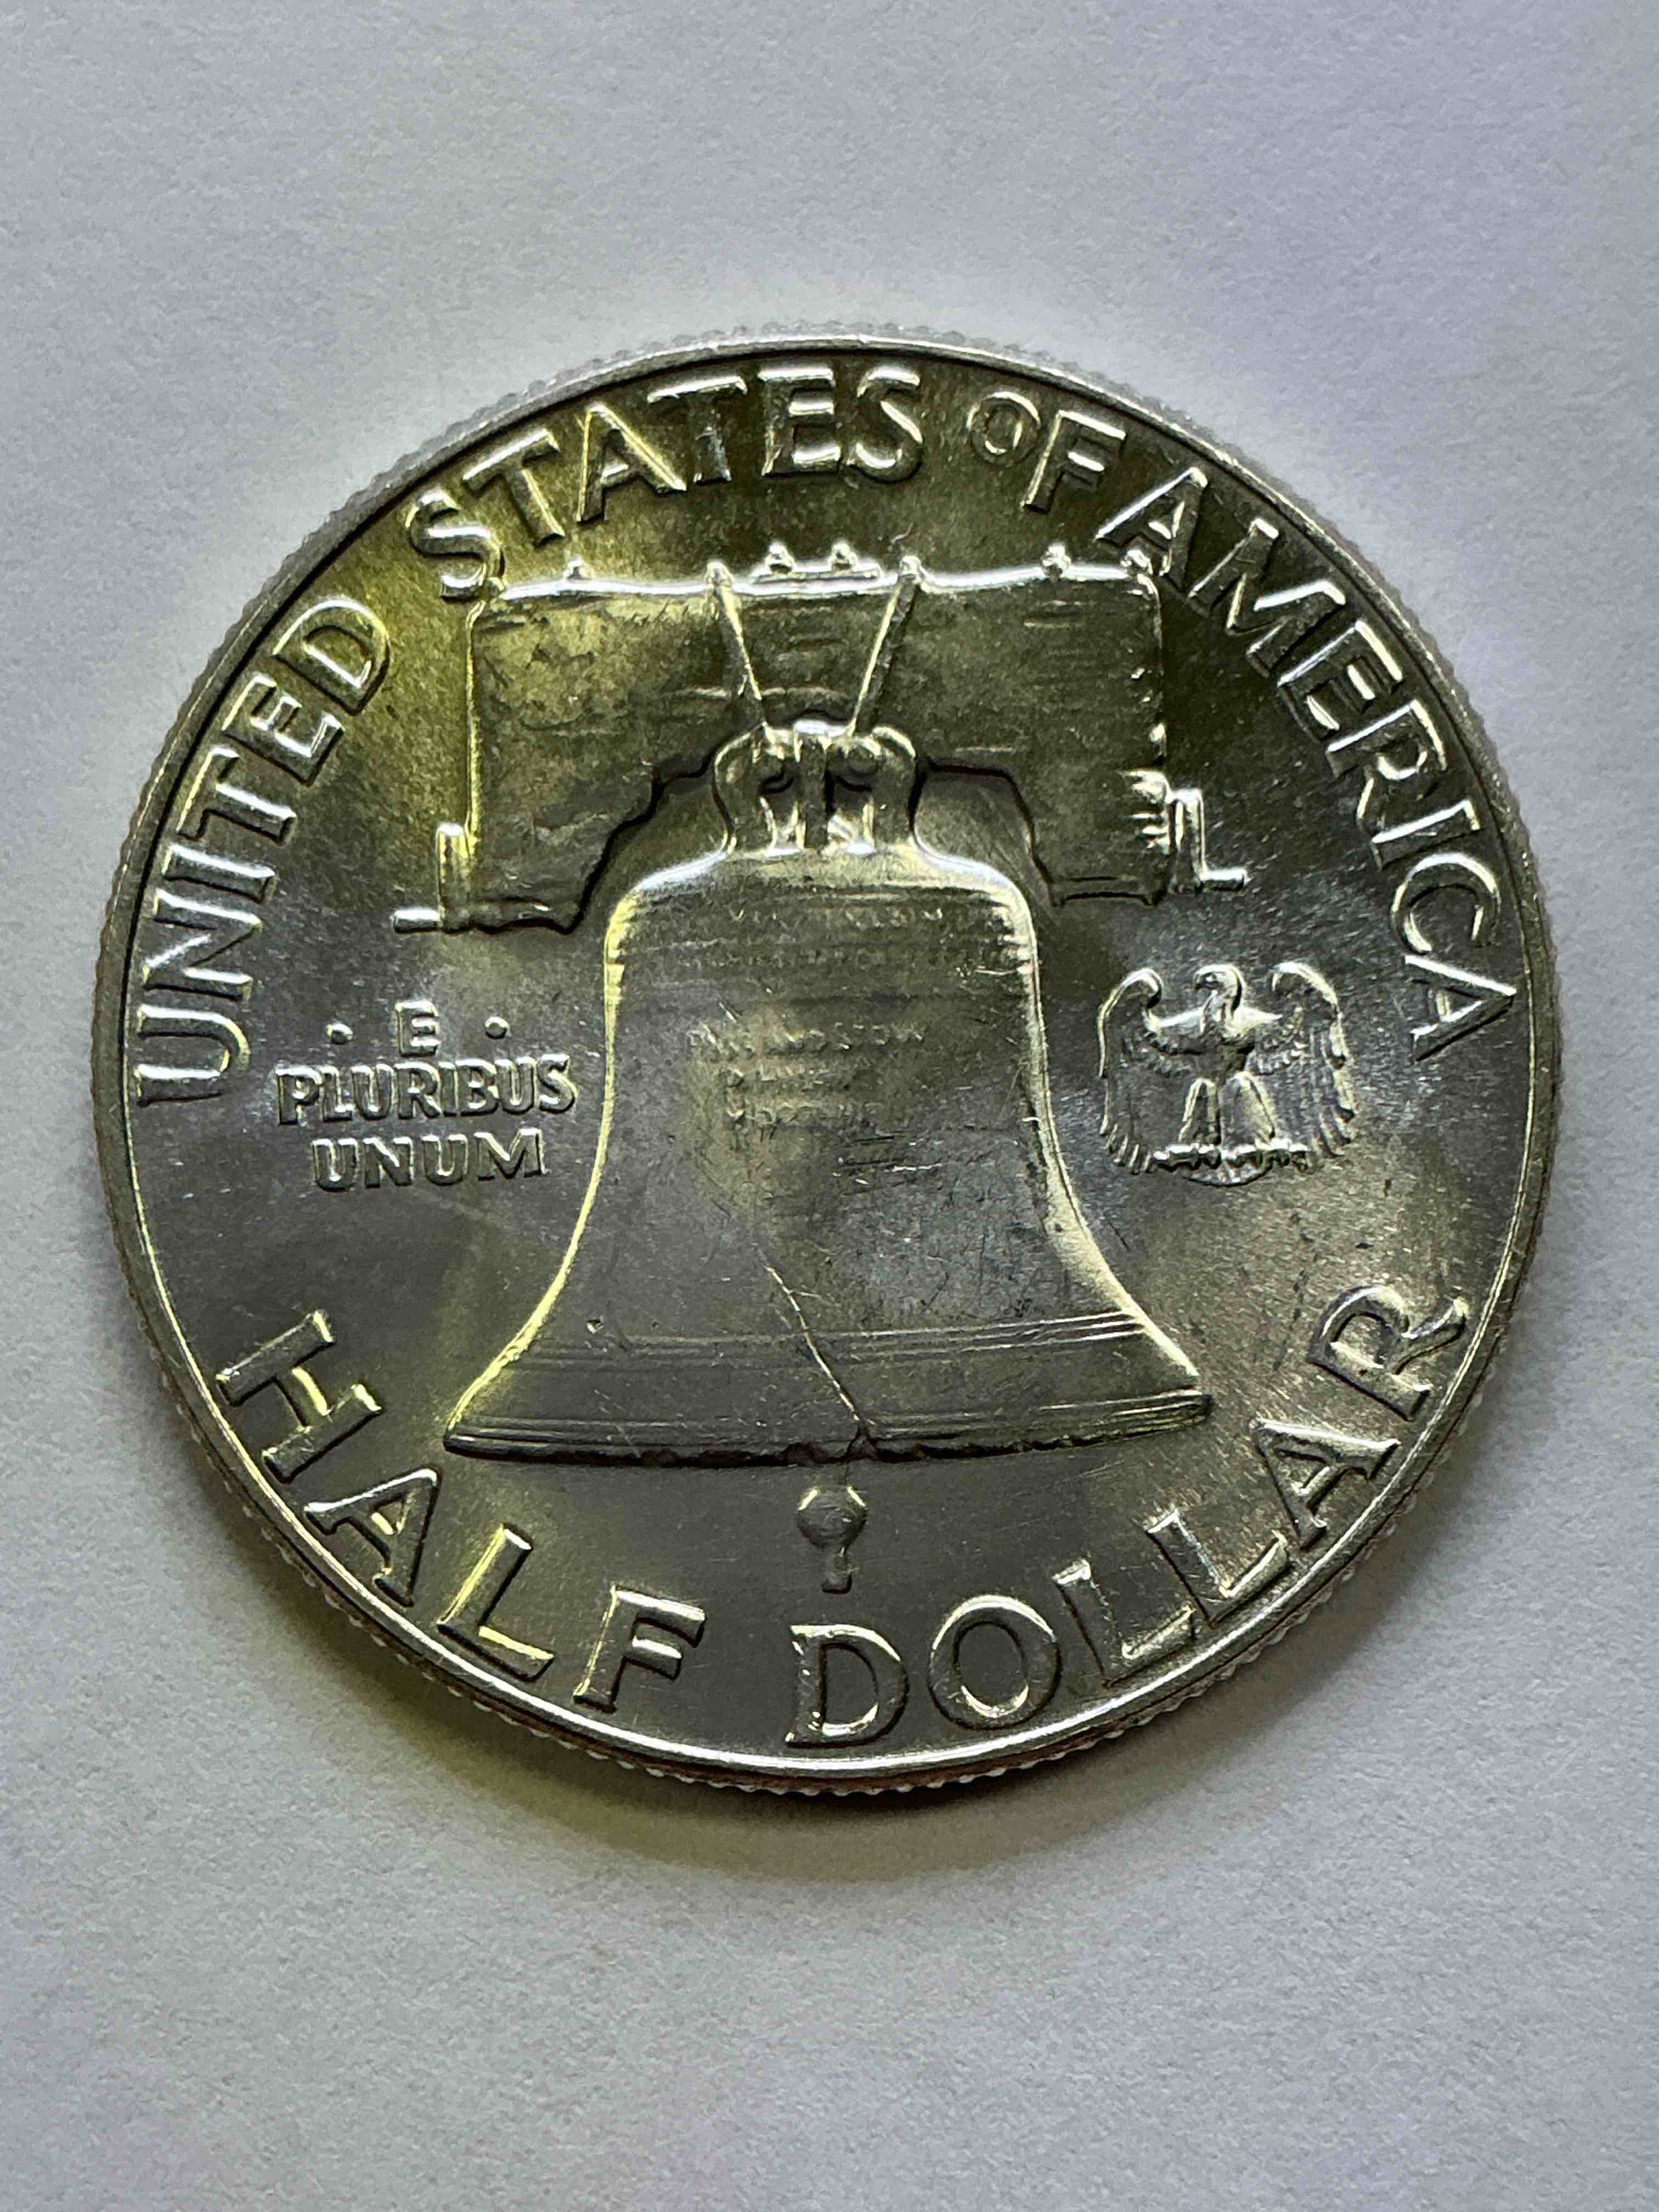 UNITED STATES OF AMERICA
· E ·
PLURIBUS
UNUM
HALF DOLLAR